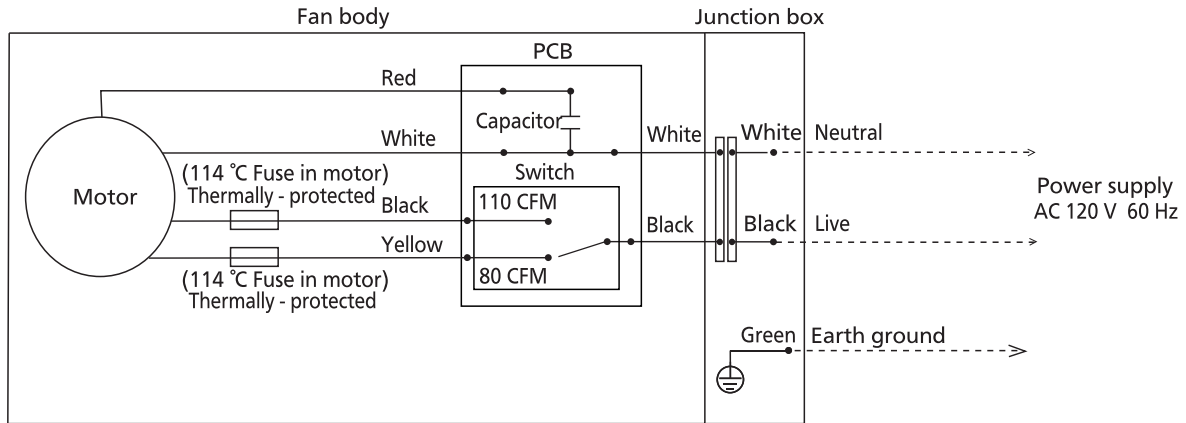 Fan body
Junction box
PCB
Red
Capacitor
White
White
White
Neutral
(114 ˚C Fuse in motor)
Thermally - protected
Switch
Motor
Black
110 CFM
Power supply
AC 120 V 60 Hz
Black
Black
Live
Yellow
80 CFM
(114 ˚C Fuse in motor)
Thermally - protected
Green
Earth ground